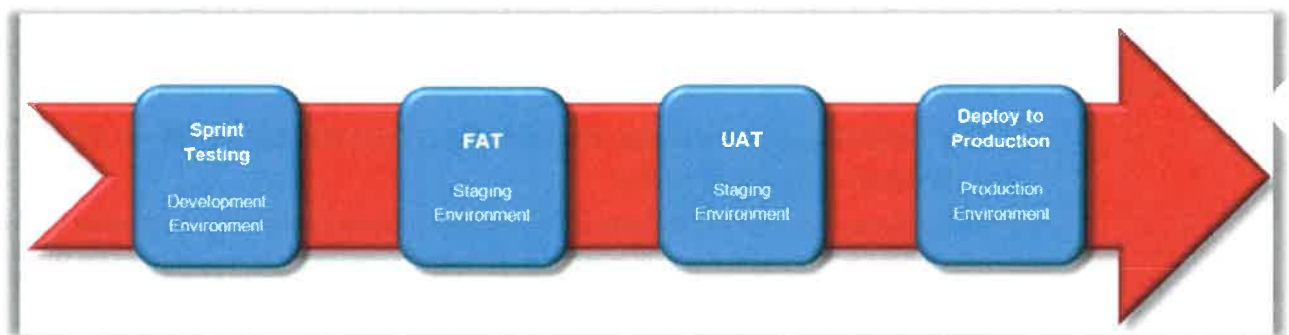 Sprint
Testing
Development
Environment
FAT
Staging
Environment
UAT
Staging
Environment
Deploy to
Production
Production
Environment